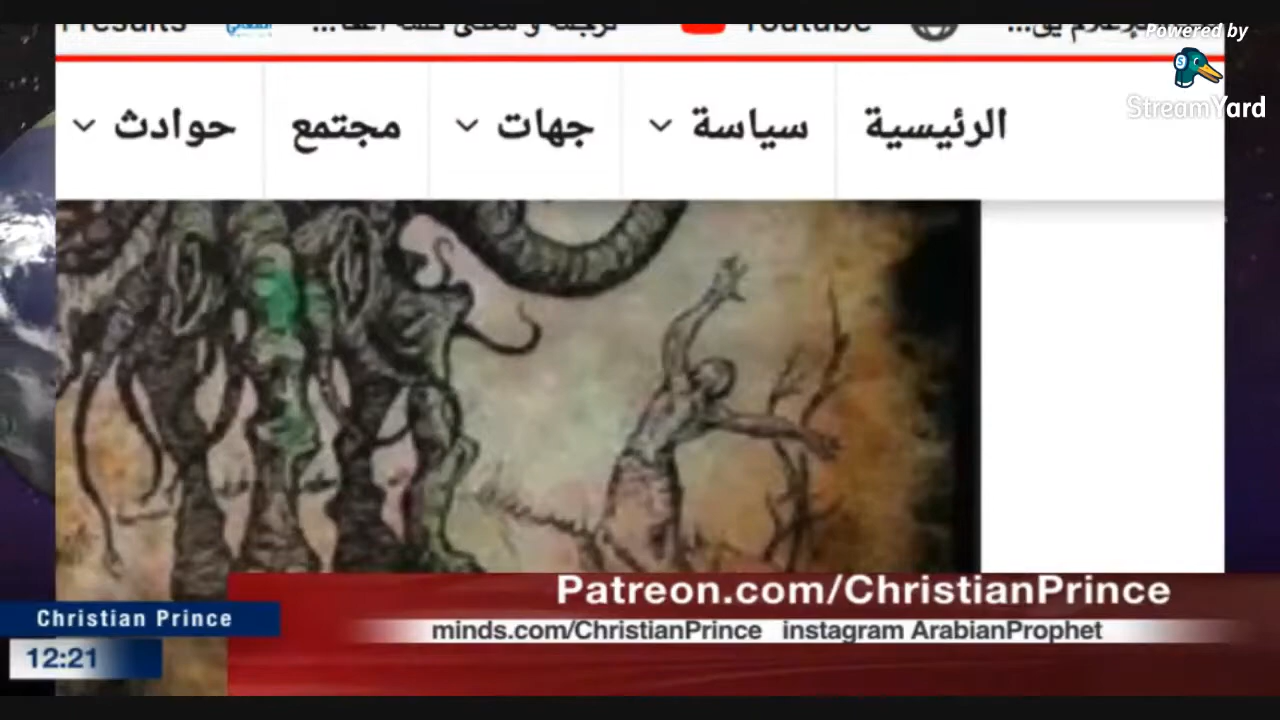 Youtube
Powered by
StreamYard
الرئيسية سياسة جهات مجتمع حوادث
Patreon.com/ChristianPrince
Christian Prince
minds.com/ChristianPrince instagram ArabianProphet
12:21